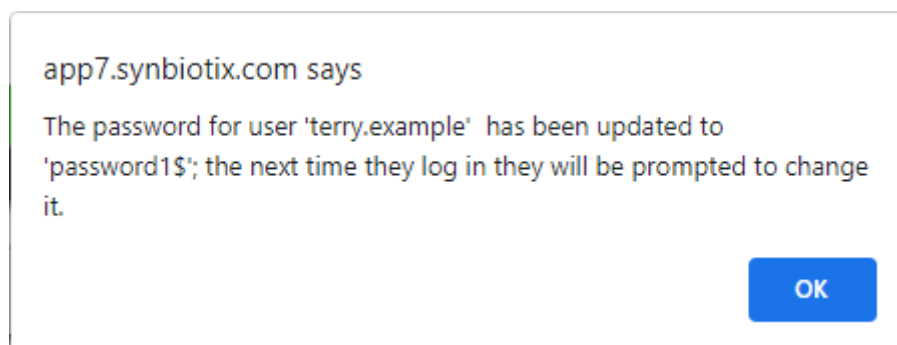 app7.synbiotix.com says
The password for user 'terry.example'  has been updated to
'password1$'; the next time they log in they will be prompted to change
it.
OK